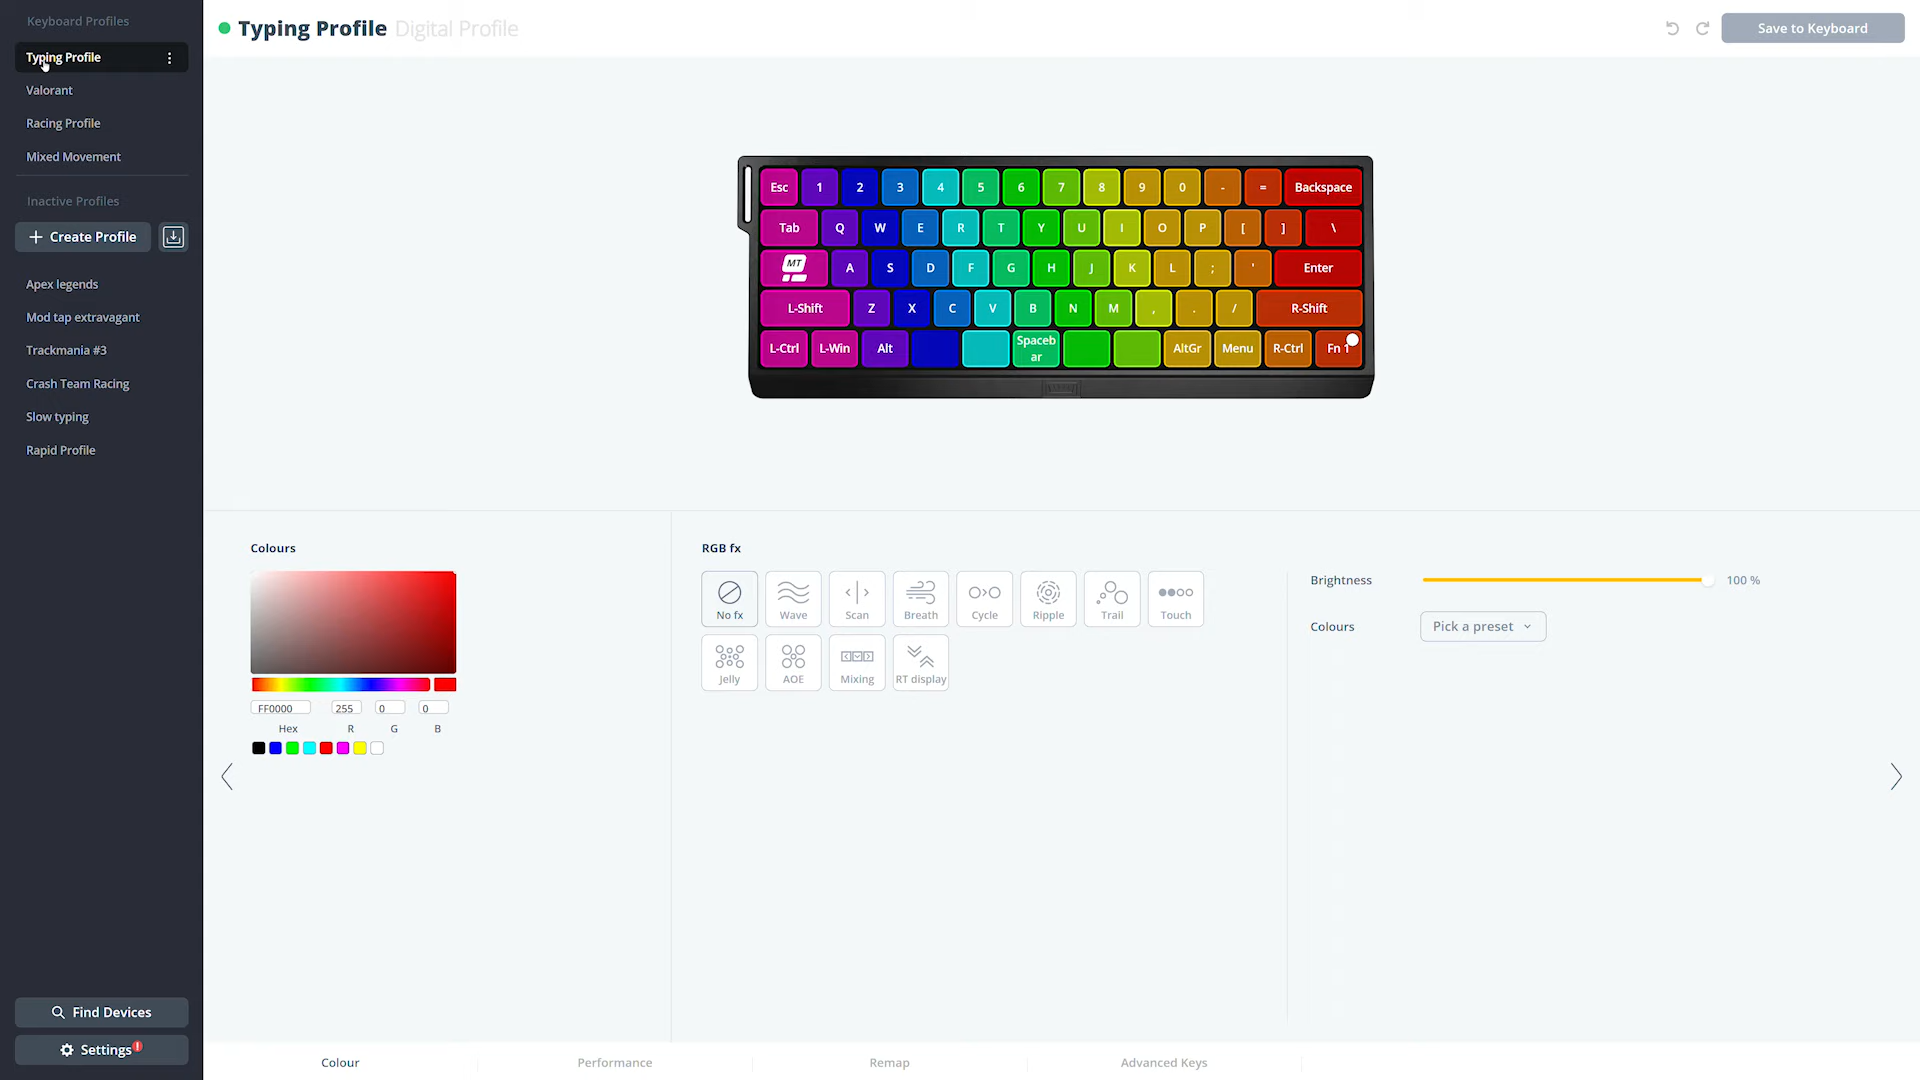 Keyboard Profiles
Typing Profile
Valorant
Racing Profile
Mixed Movement
Inactive Profiles
Create Profile
Apex legends
Mod tap extravagant
Trackmania #3
Crash Team Racing
Slow typing
Rapid Profile
Find Devices
Settings
Typing Profile Digital Profile
Save to Keyboard
Esc 1 2 3 4 5 6 7 8 9 0 - = Backspace
Tab Q W E R T Y U I O P [ ] \
MT A S D F G H J K L ; ' Enter
L-Shift Z X C V B N M , . / R-Shift
L-Ctrl L-Win Alt Spaceb
ar AltGr Menu R-Ctrl Fn 1
Colours
FF0000 255 0 0
Hex R G B
RGB fx
No fx Wave Scan Breath Cycle Ripple Trail Touch
Jelly AOE Mixing RT display
Brightness 100 %
Colours Pick a preset
Colour Performance Remap Advanced Keys